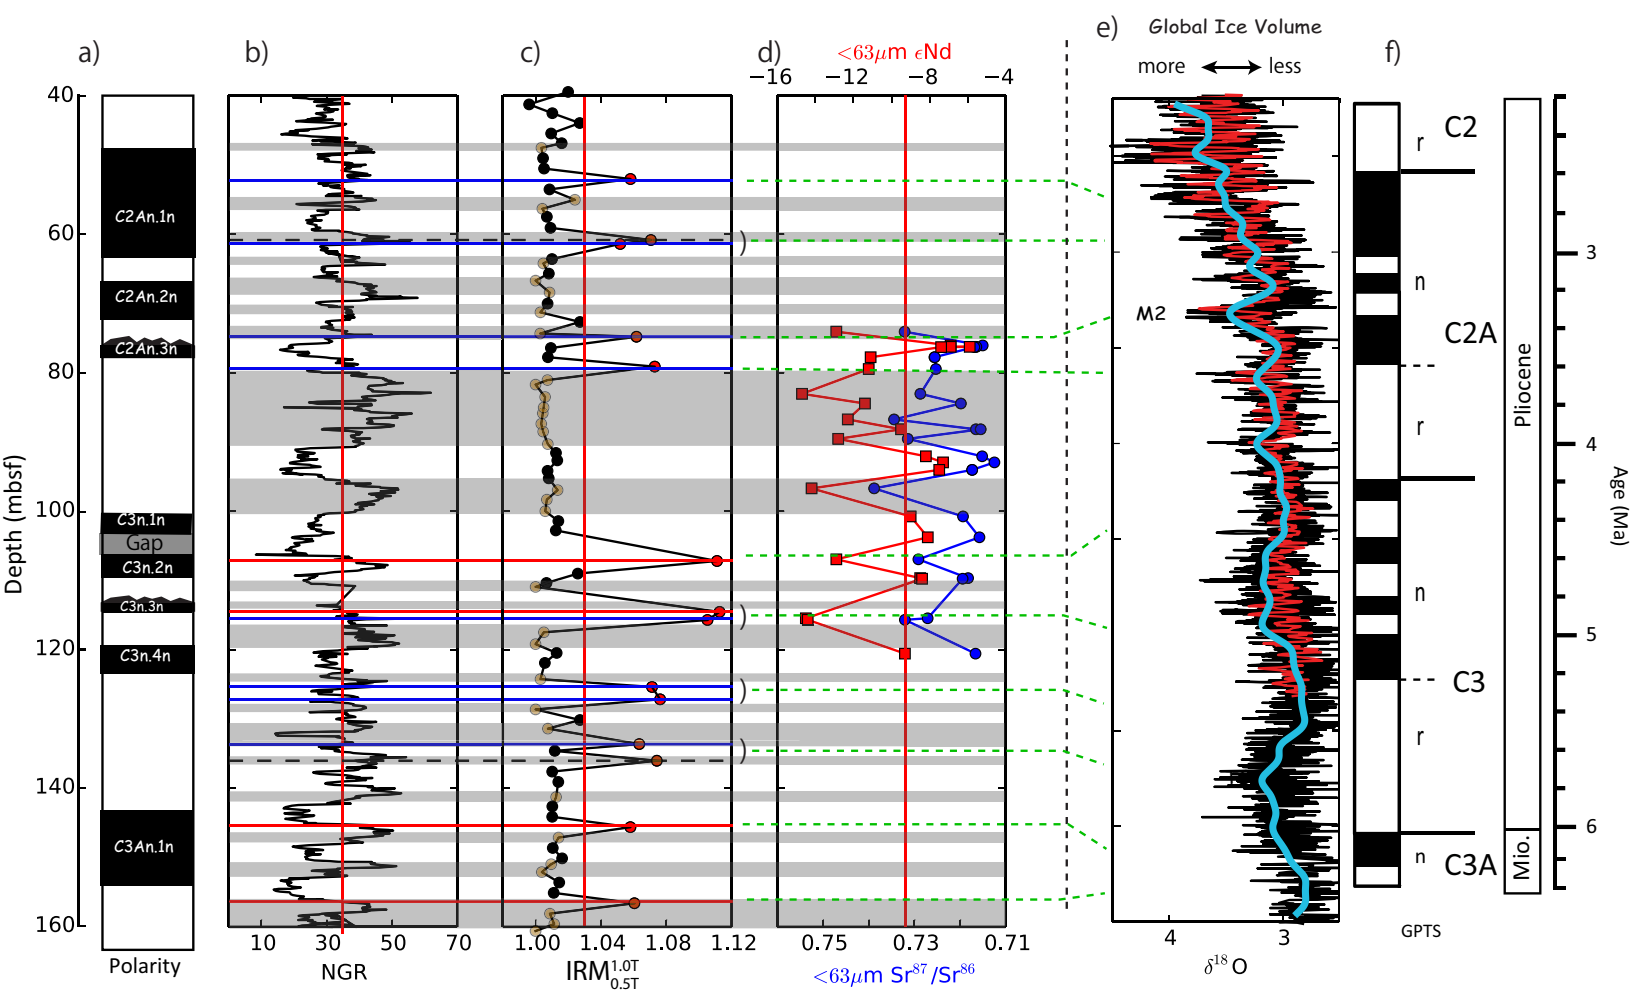 a)
b)
c)
d)
e)
f)
Global Ice Volume
more
less
<63μm ϵNd
−16
−12
−8
−4
Depth (mbsf)
40
60
80
100
120
140
160
C2An.1n
C2An.2n
C2An.3n
C3n.1n
Gap
C3n.2n
C3n.3n
C3n.4n
C3An.1n
Polarity
10
30
50
70
NGR
1.00
1.04
1.08
1.12
IRM 1.0T 0.5T
)
)
)
)
0.75
0.73
0.71
<63μm Sr⁸⁷/Sr⁸⁶
M2
4
3
δ¹⁸O
r
C2
n
C2A
r
n
C3
r
n
C3A
GPTS
Pliocene
Mio.
3
4
5
6
Age (Ma)